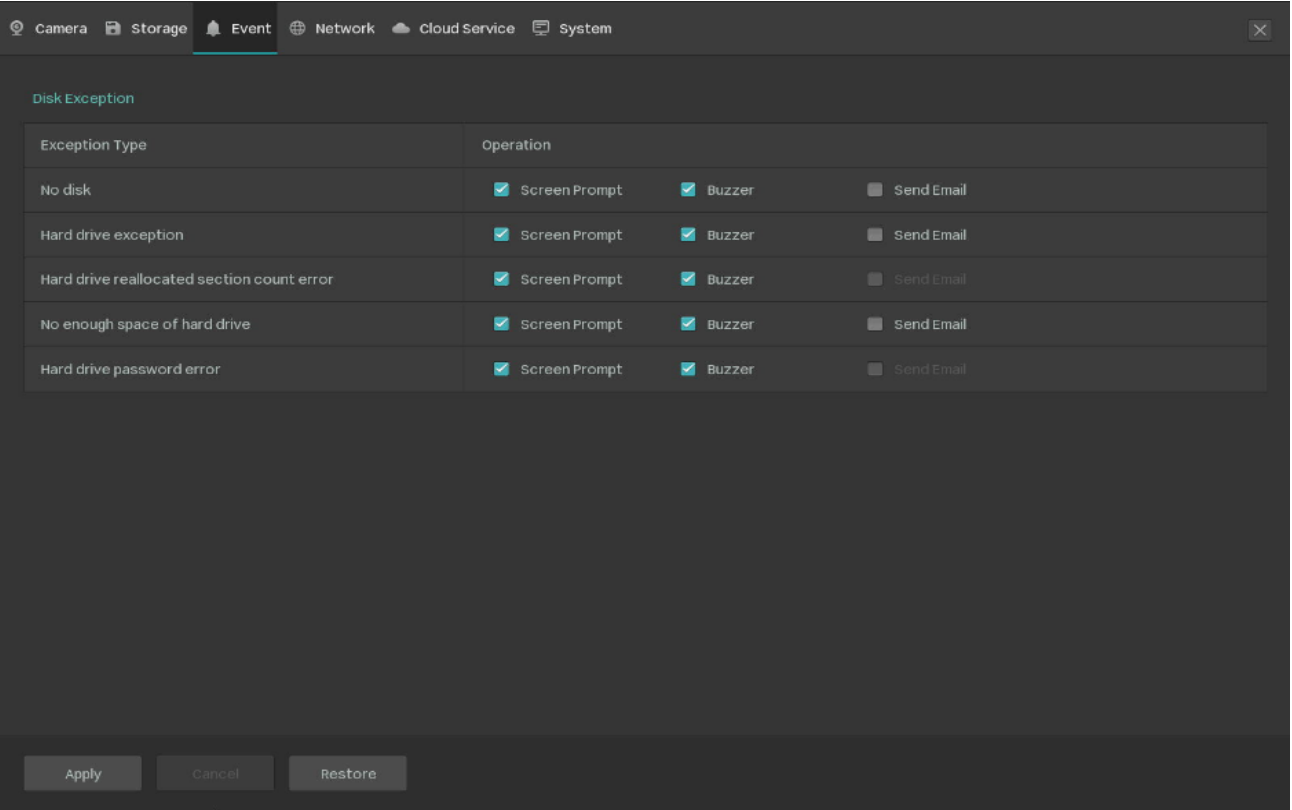 Camera Storage Event Network Cloud Service System
Disk Exception
Exception Type Operation
No disk Screen Prompt Buzzer Send Email
Hard drive exception Screen Prompt Buzzer Send Email
Hard drive reallocated section count error Screen Prompt Buzzer Send Email
No enough space of hard drive Screen Prompt Buzzer Send Email
Hard drive password error Screen Prompt Buzzer Send Email
Apply Cancel Restore